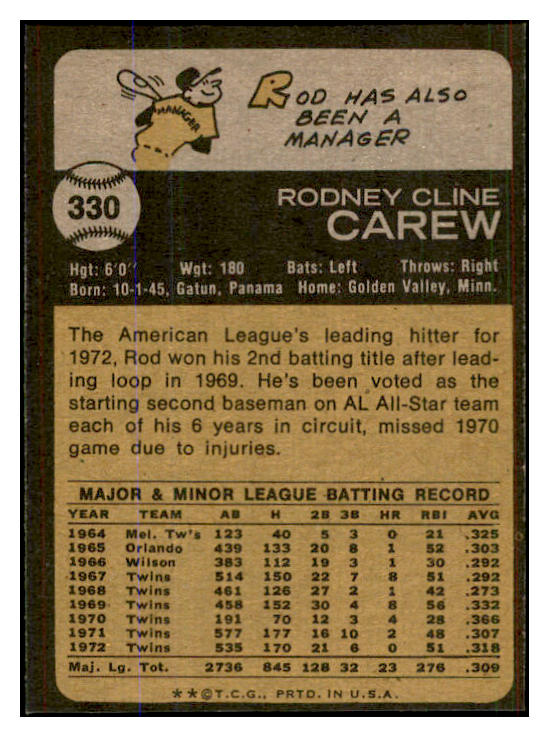 MANAGER
ROD HAS ALSO
BEEN A
MANAGER
330
RODNEY CLINE
CAREW
Hgt: 6'0" Wgt: 180 Bats: Left Throws: Right
Born: 10-1-45, Gatun, Panama Home: Golden Valley, Minn.
The American League's leading hitter for
1972, Rod won his 2nd batting title after lead-
ing loop in 1969. He's been voted as the
starting second baseman on AL All-Star team
each of his 6 years in circuit, missed 1970
game due to injuries.
MAJOR & MINOR LEAGUE BATTING RECORD
YEAR TEAM AB H 2B 3B HR RBI AVG
1964 Mel. Tw's 123 40 5 3 0 21 .325
1965 Orlando 439 133 20 8 1 52 .303
1966 Wilson 383 112 19 3 1 30 .292
1967 Twins 514 150 22 7 8 51 .292
1968 Twins 461 126 27 2 1 42 .273
1969 Twins 458 152 30 4 8 56 .332
1970 Twins 191 70 12 3 4 28 .366
1971 Twins 577 177 16 10 2 48 .307
1972 Twins 535 170 21 6 0 51 .318
Maj. Lg. Tot. 2736 845 128 32 23 276 .309
**©T.C.G., PRTD. IN U.S.A.